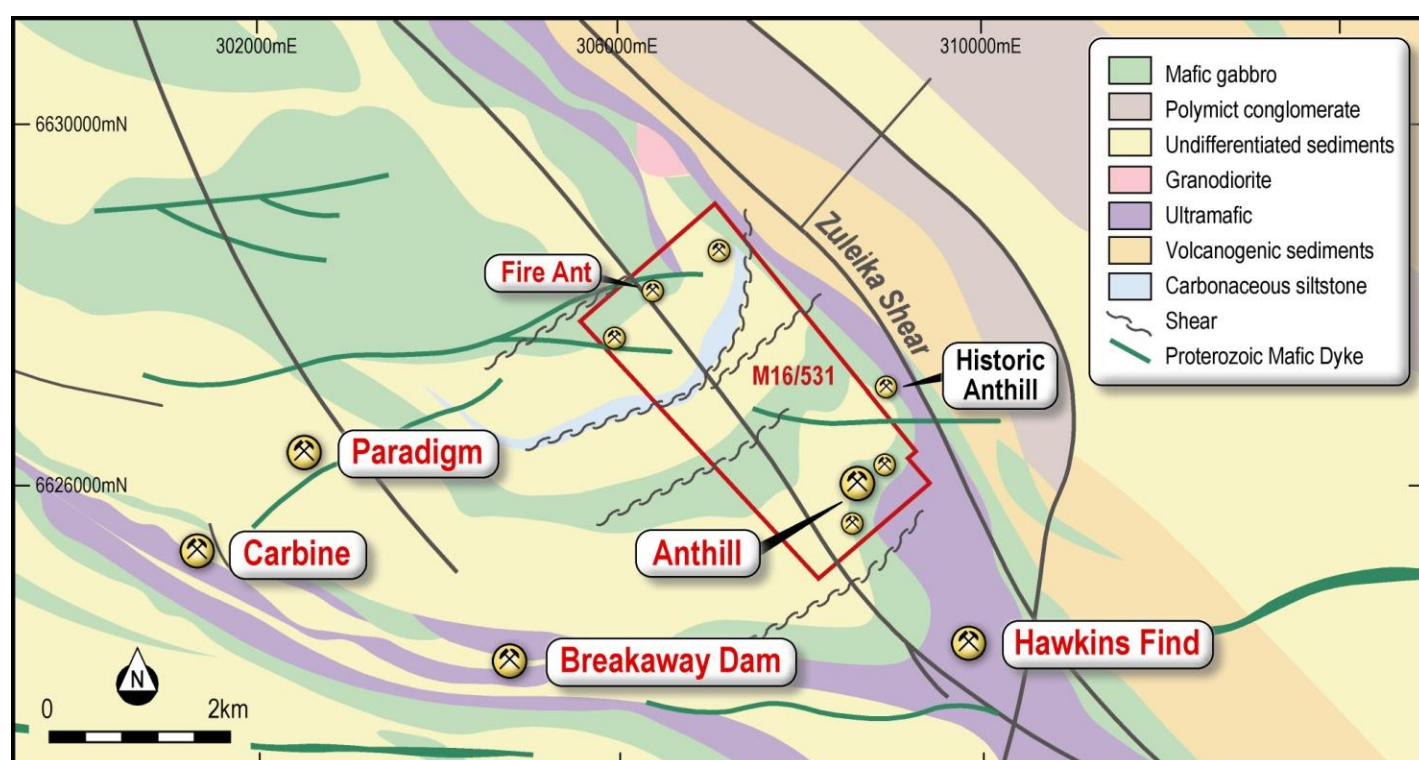 302000mE
306000mE
310000mE
6630000mN
6626000mN
Mafic gabbro
Polymict conglomerate
Undifferentiated sediments
Granodiorite
Ultramafic
Volcanogenic sediments
Carbonaceous siltstone
Shear
Proterozoic Mafic Dyke
Zuleika Shear
Fire Ant
M16/531
Historic
Anthill
Paradigm
Carbine
Anthill
Breakaway Dam
Hawkins Find
N
0 2km